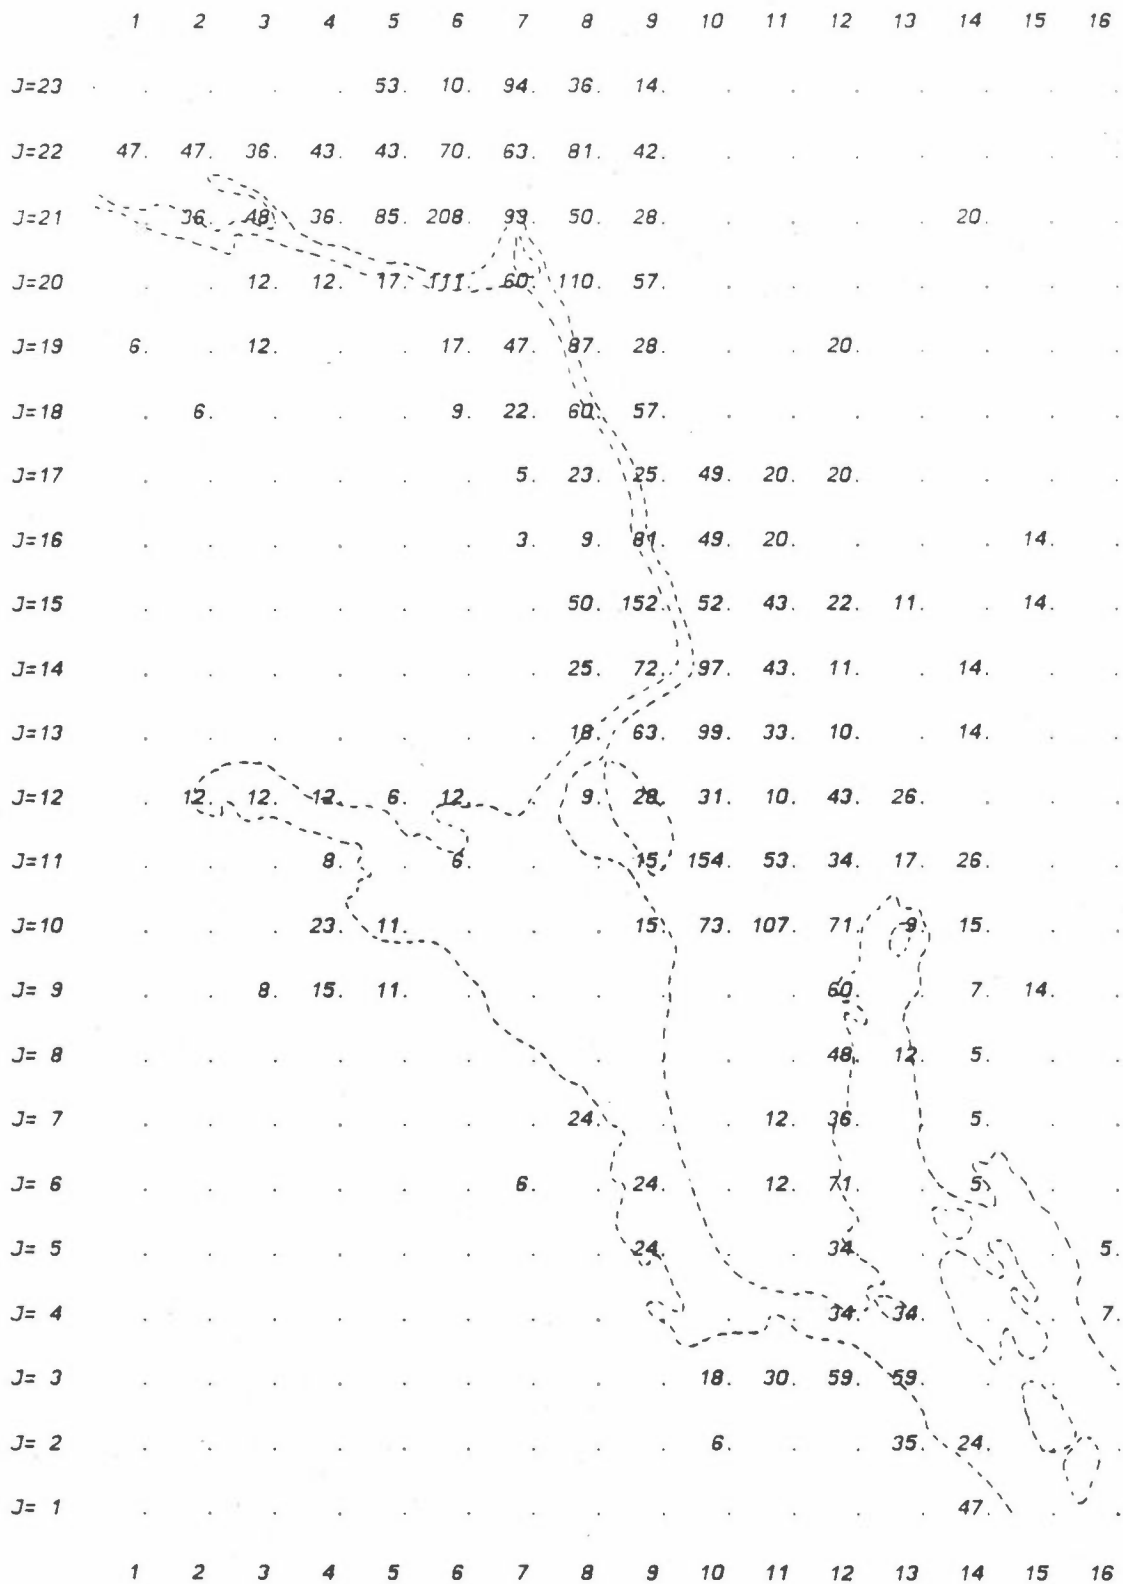 1 2 3 4 5 6 7 8 9 10 11 12 13 14 15 16
J=23 . . . . 53. 10. 94. 36. 14. . . . . . . .
J=22 47. 47. 36. 43. 43. 70. 63. 81. 42. . . . . . . .
J=21 . 36. 48. 36. 85. 208. 93. 50. 28. . . . . 20. . .
J=20 . . 12. 12. 17. 111. 60. 110. 57. . . . . . . .
J=19 6. . 12. . . 17. 47. 87. 28. . . 20. . . . .
J=18 . 6. . . . 9. 22. 60. 57. . . . . . . .
J=17 . . . . . . 5. 23. 25. 49. 20. 20. . . . .
J=16 . . . . . . 3. 9. 81. 49. 20. . . . 14. .
J=15 . . . . . . . 50. 152. 52. 43. 22. 11. . 14. .
J=14 . . . . . . . 25. 72. 97. 43. 11. . 14. . .
J=13 . . . . . . . 18. 63. 99. 33. 10. . 14. . .
J=12 . 12. 12. 12. 6. 12. . 9. 28. 31. 10. 43. 26. . . .
J=11 . . . 8. . 6. . . 15. 154. 53. 34. 17. 26. . .
J=10 . . . 23. 11. . . . 15. 73. 107. 71. 9. 15. . .
J= 9 . . 8. 15. 11. . . . . . . 60. . 7. 14. .
J= 8 . . . . . . . . . . . 48. 12. 5. . .
J= 7 . . . . . . . 24. . . 12. 36. . 5. . .
J= 6 . . . . . . 6. . 24. . 12. 71. . 5. . .
J= 5 . . . . . . . . 24. . . 34. . . . 5.
J= 4 . . . . . . . . . . . 34. 34. . . 7.
J= 3 . . . . . . . . . 18. 30. 59. 59. . . .
J= 2 . . . . . . . . . 6. . . 35. 24. . .
J= 1 . . . . . . . . . . . . . 47. . .
1 2 3 4 5 6 7 8 9 10 11 12 13 14 15 16